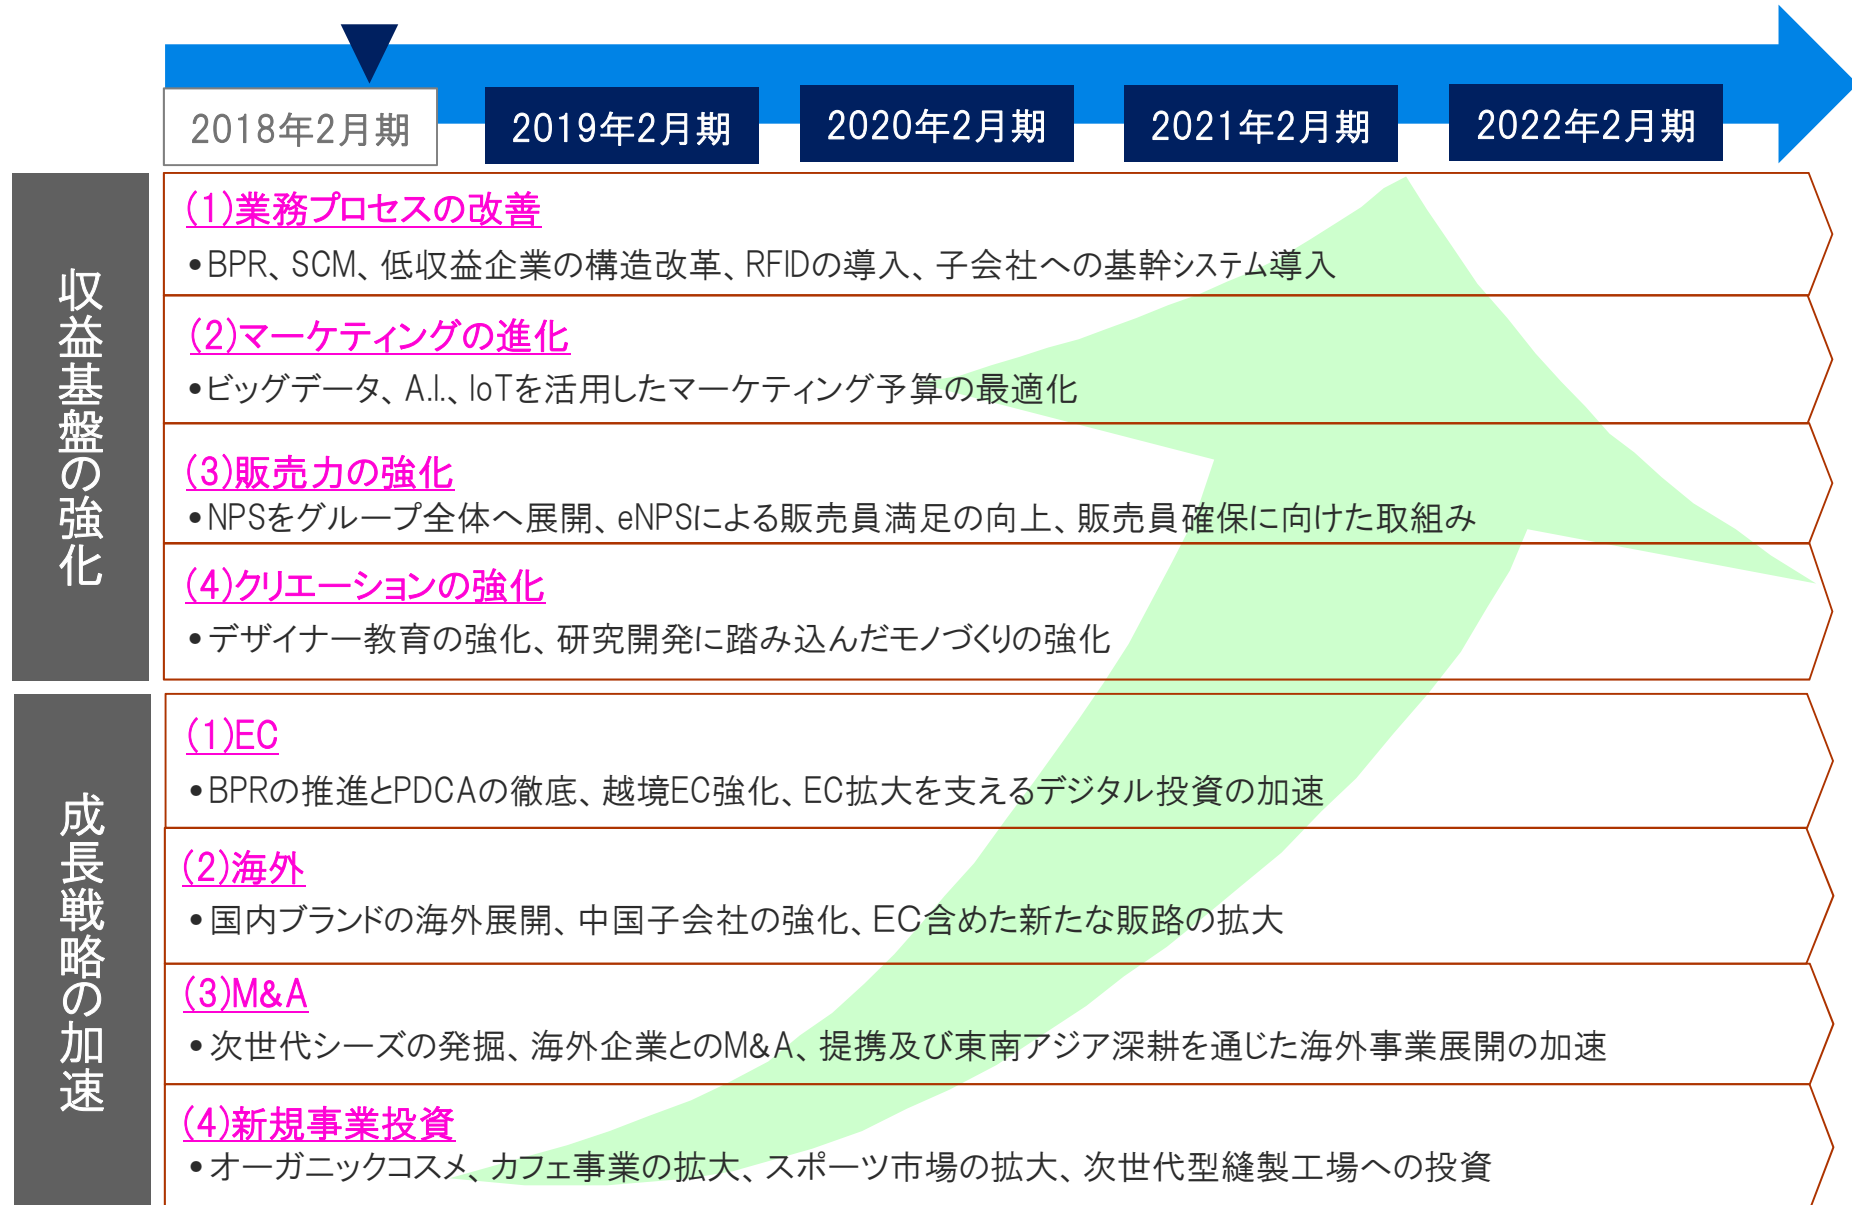 2018年2月期
2019年2月期
2020年2月期
2021年2月期
2022年2月期
収益基盤の強化
(1)業務プロセスの改善
•BPR、SCM、低収益企業の構造改革、RFIDの導入、子会社への基幹システム導入
(2)マーケティングの進化
•ビッグデータ、A.I.、IoTを活用したマーケティング予算の最適化
(3)販売力の強化
•NPSをグループ全体へ展開、eNPSによる販売員満足の向上、販売員確保に向けた取組み
(4)クリエーションの強化
•デザイナー教育の強化、研究開発に踏み込んだモノづくりの強化
成長戦略の加速
(1)EC
•BPRの推進とPDCAの徹底、越境EC強化、EC拡大を支えるデジタル投資の加速
(2)海外
•国内ブランドの海外展開、中国子会社の強化、EC含めた新たな販路の拡大
(3)M&A
•次世代シーズの発掘、海外企業とのM&A、提携及び東南アジア深耕を通じた海外事業展開の加速
(4)新規事業投資
•オーガニックコスメ、カフェ事業の拡大、スポーツ市場の拡大、次世代型縫製工場への投資